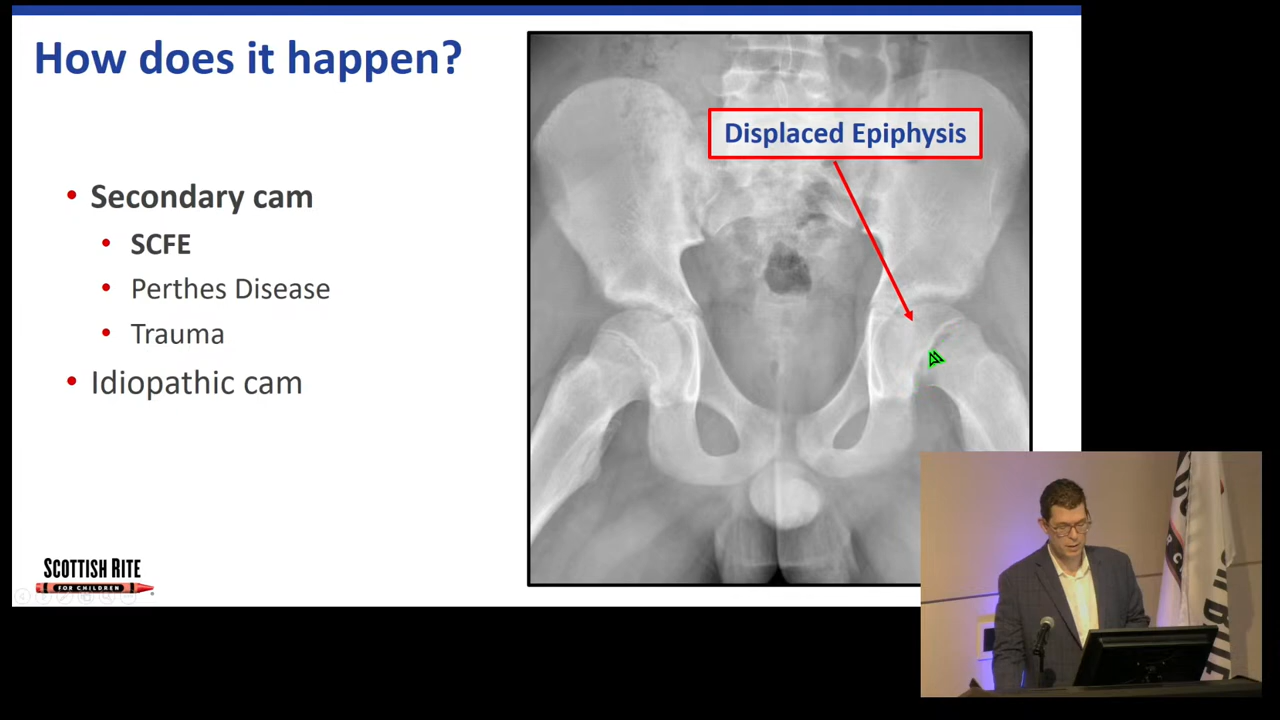 How does it happen?
Displaced Epiphysis
• Secondary cam
• SCFE
• Perthes Disease
• Trauma
• Idiopathic cam
SCOTTISH RITE
FOR CHILDREN